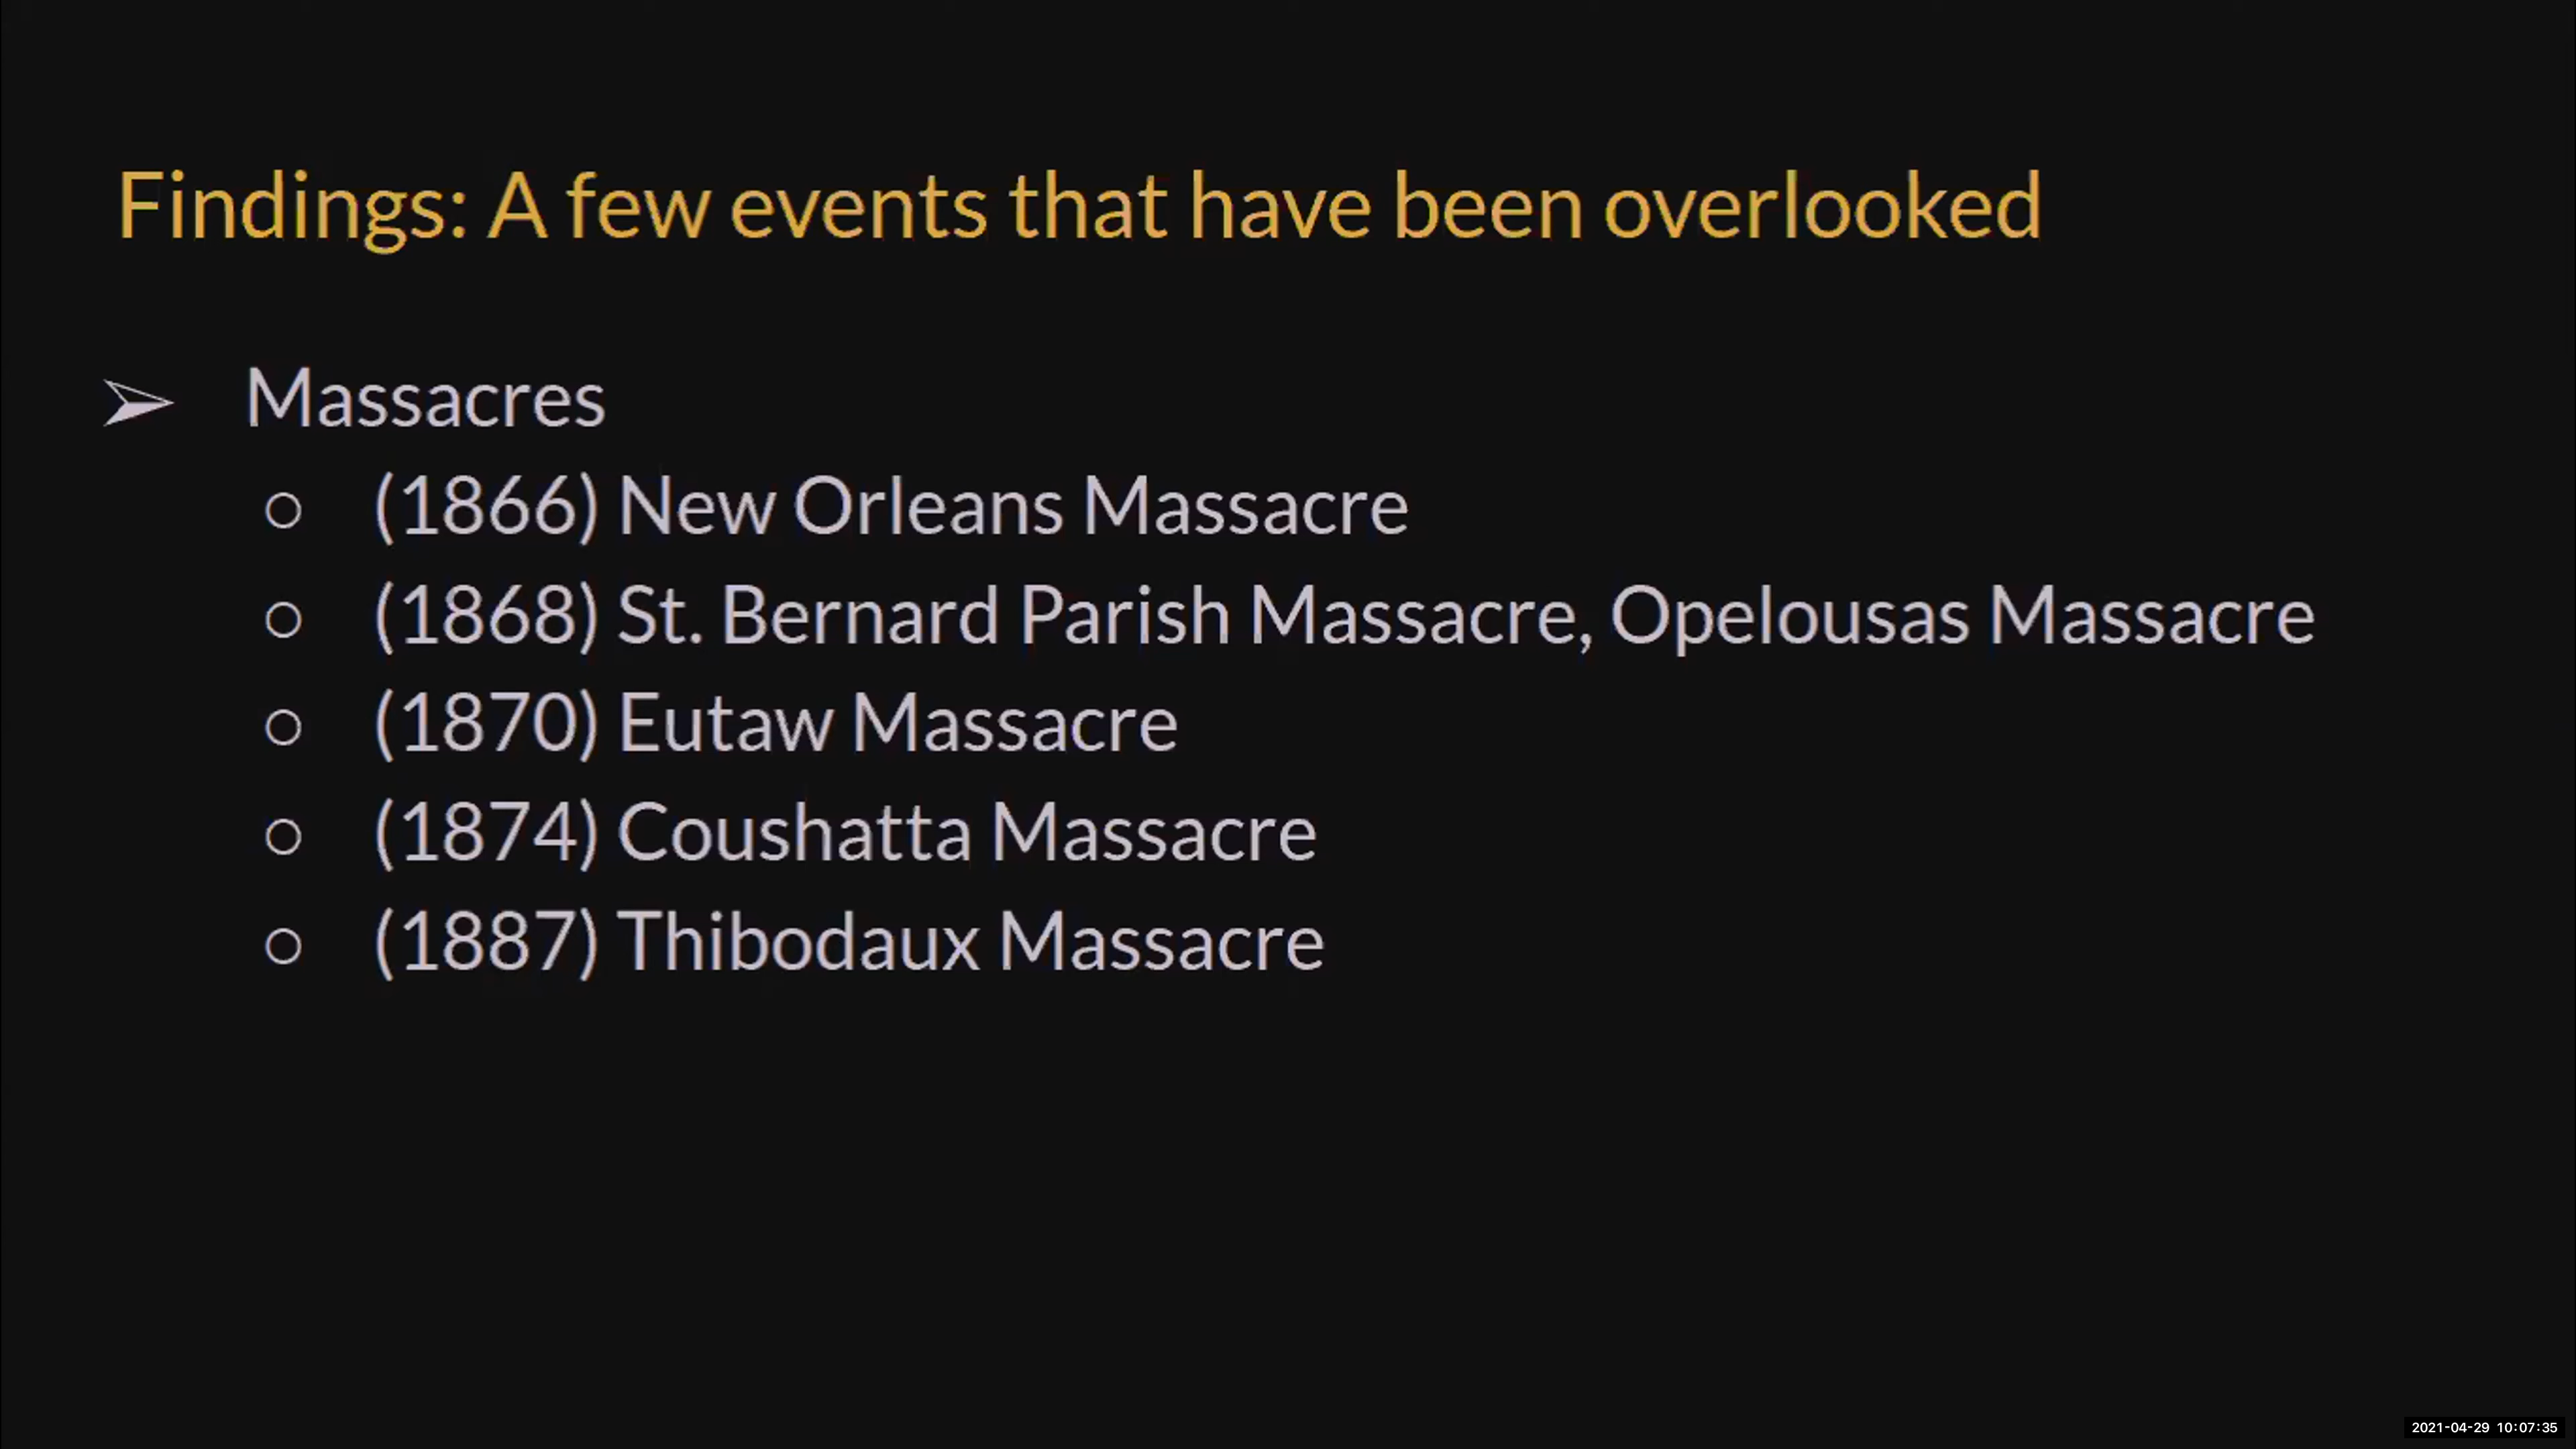 Findings: A few events that have been overlooked
➢ Massacres
○ (1866) New Orleans Massacre
○ (1868) St. Bernard Parish Massacre, Opelousas Massacre
○ (1870) Eutaw Massacre
○ (1874) Coushatta Massacre
○ (1887) Thibodaux Massacre
2021-04-29 10:07:35